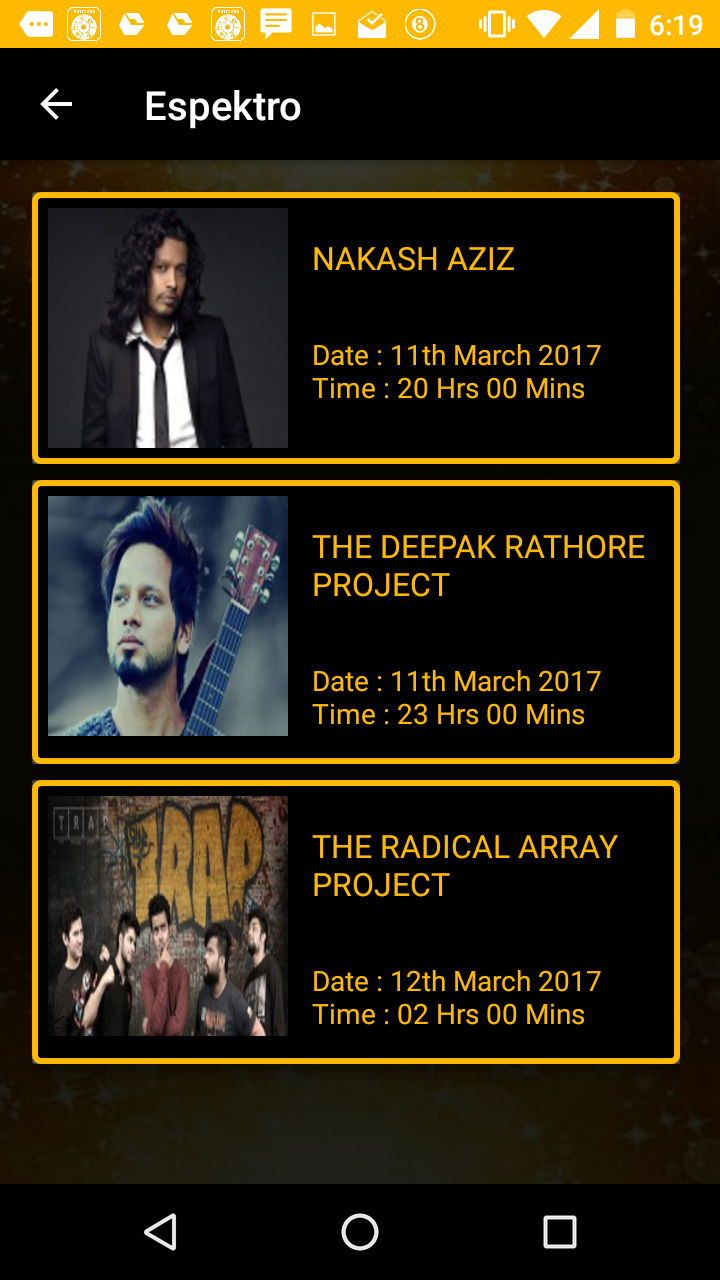 6:19
Espektro
NAKASH AZIZ
Date : 11th March 2017
Time : 20 Hrs 00 Mins
THE DEEPAK RATHORE
PROJECT
Date : 11th March 2017
Time : 23 Hrs 00 Mins
TRAP
TRAP
THE RADICAL ARRAY
PROJECT
Date : 12th March 2017
Time : 02 Hrs 00 Mins